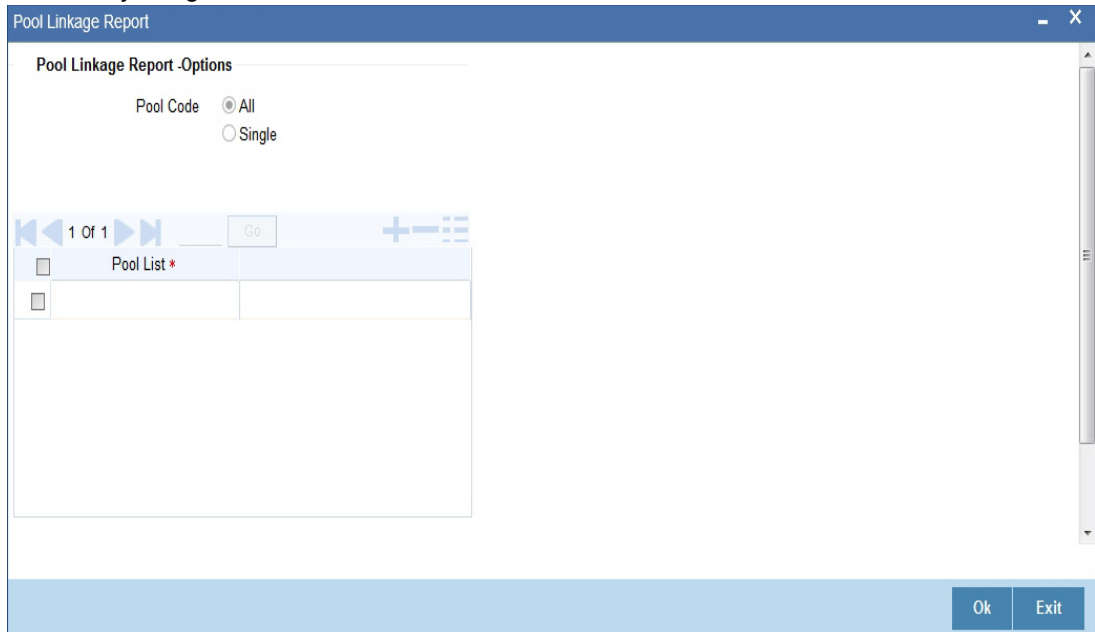 Pool Linkage Report
Pool Linkage Report -Options
Pool Code All
Single
1 Of 1 Go
Pool List *
Ok Exit